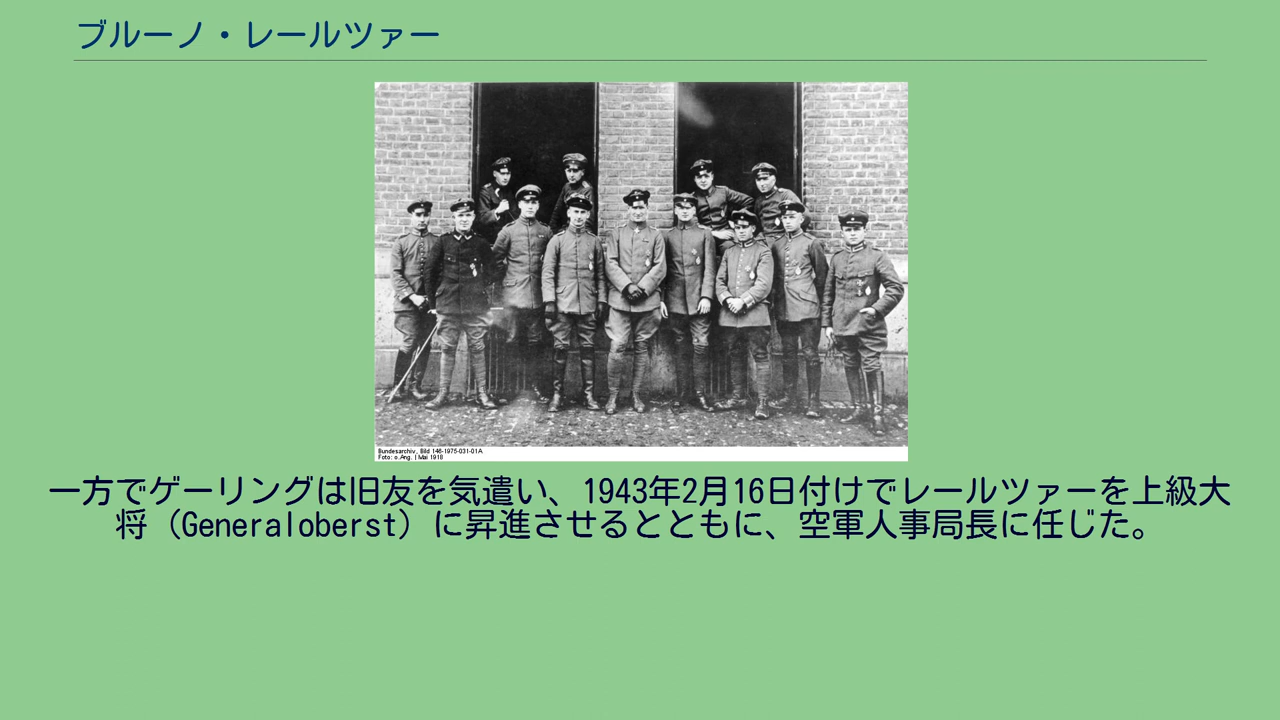 ブルーノ・レールツァー
Bundesarchiv, Bild 146-1975-031-01A
Foto: o.Ang. | Mai 1918
一方でゲーリングは旧友を気遣い、1943年2月16日付けでレールツァーを上級大
将（Generaloberst）に昇進させるとともに、空軍人事局長に任じた。